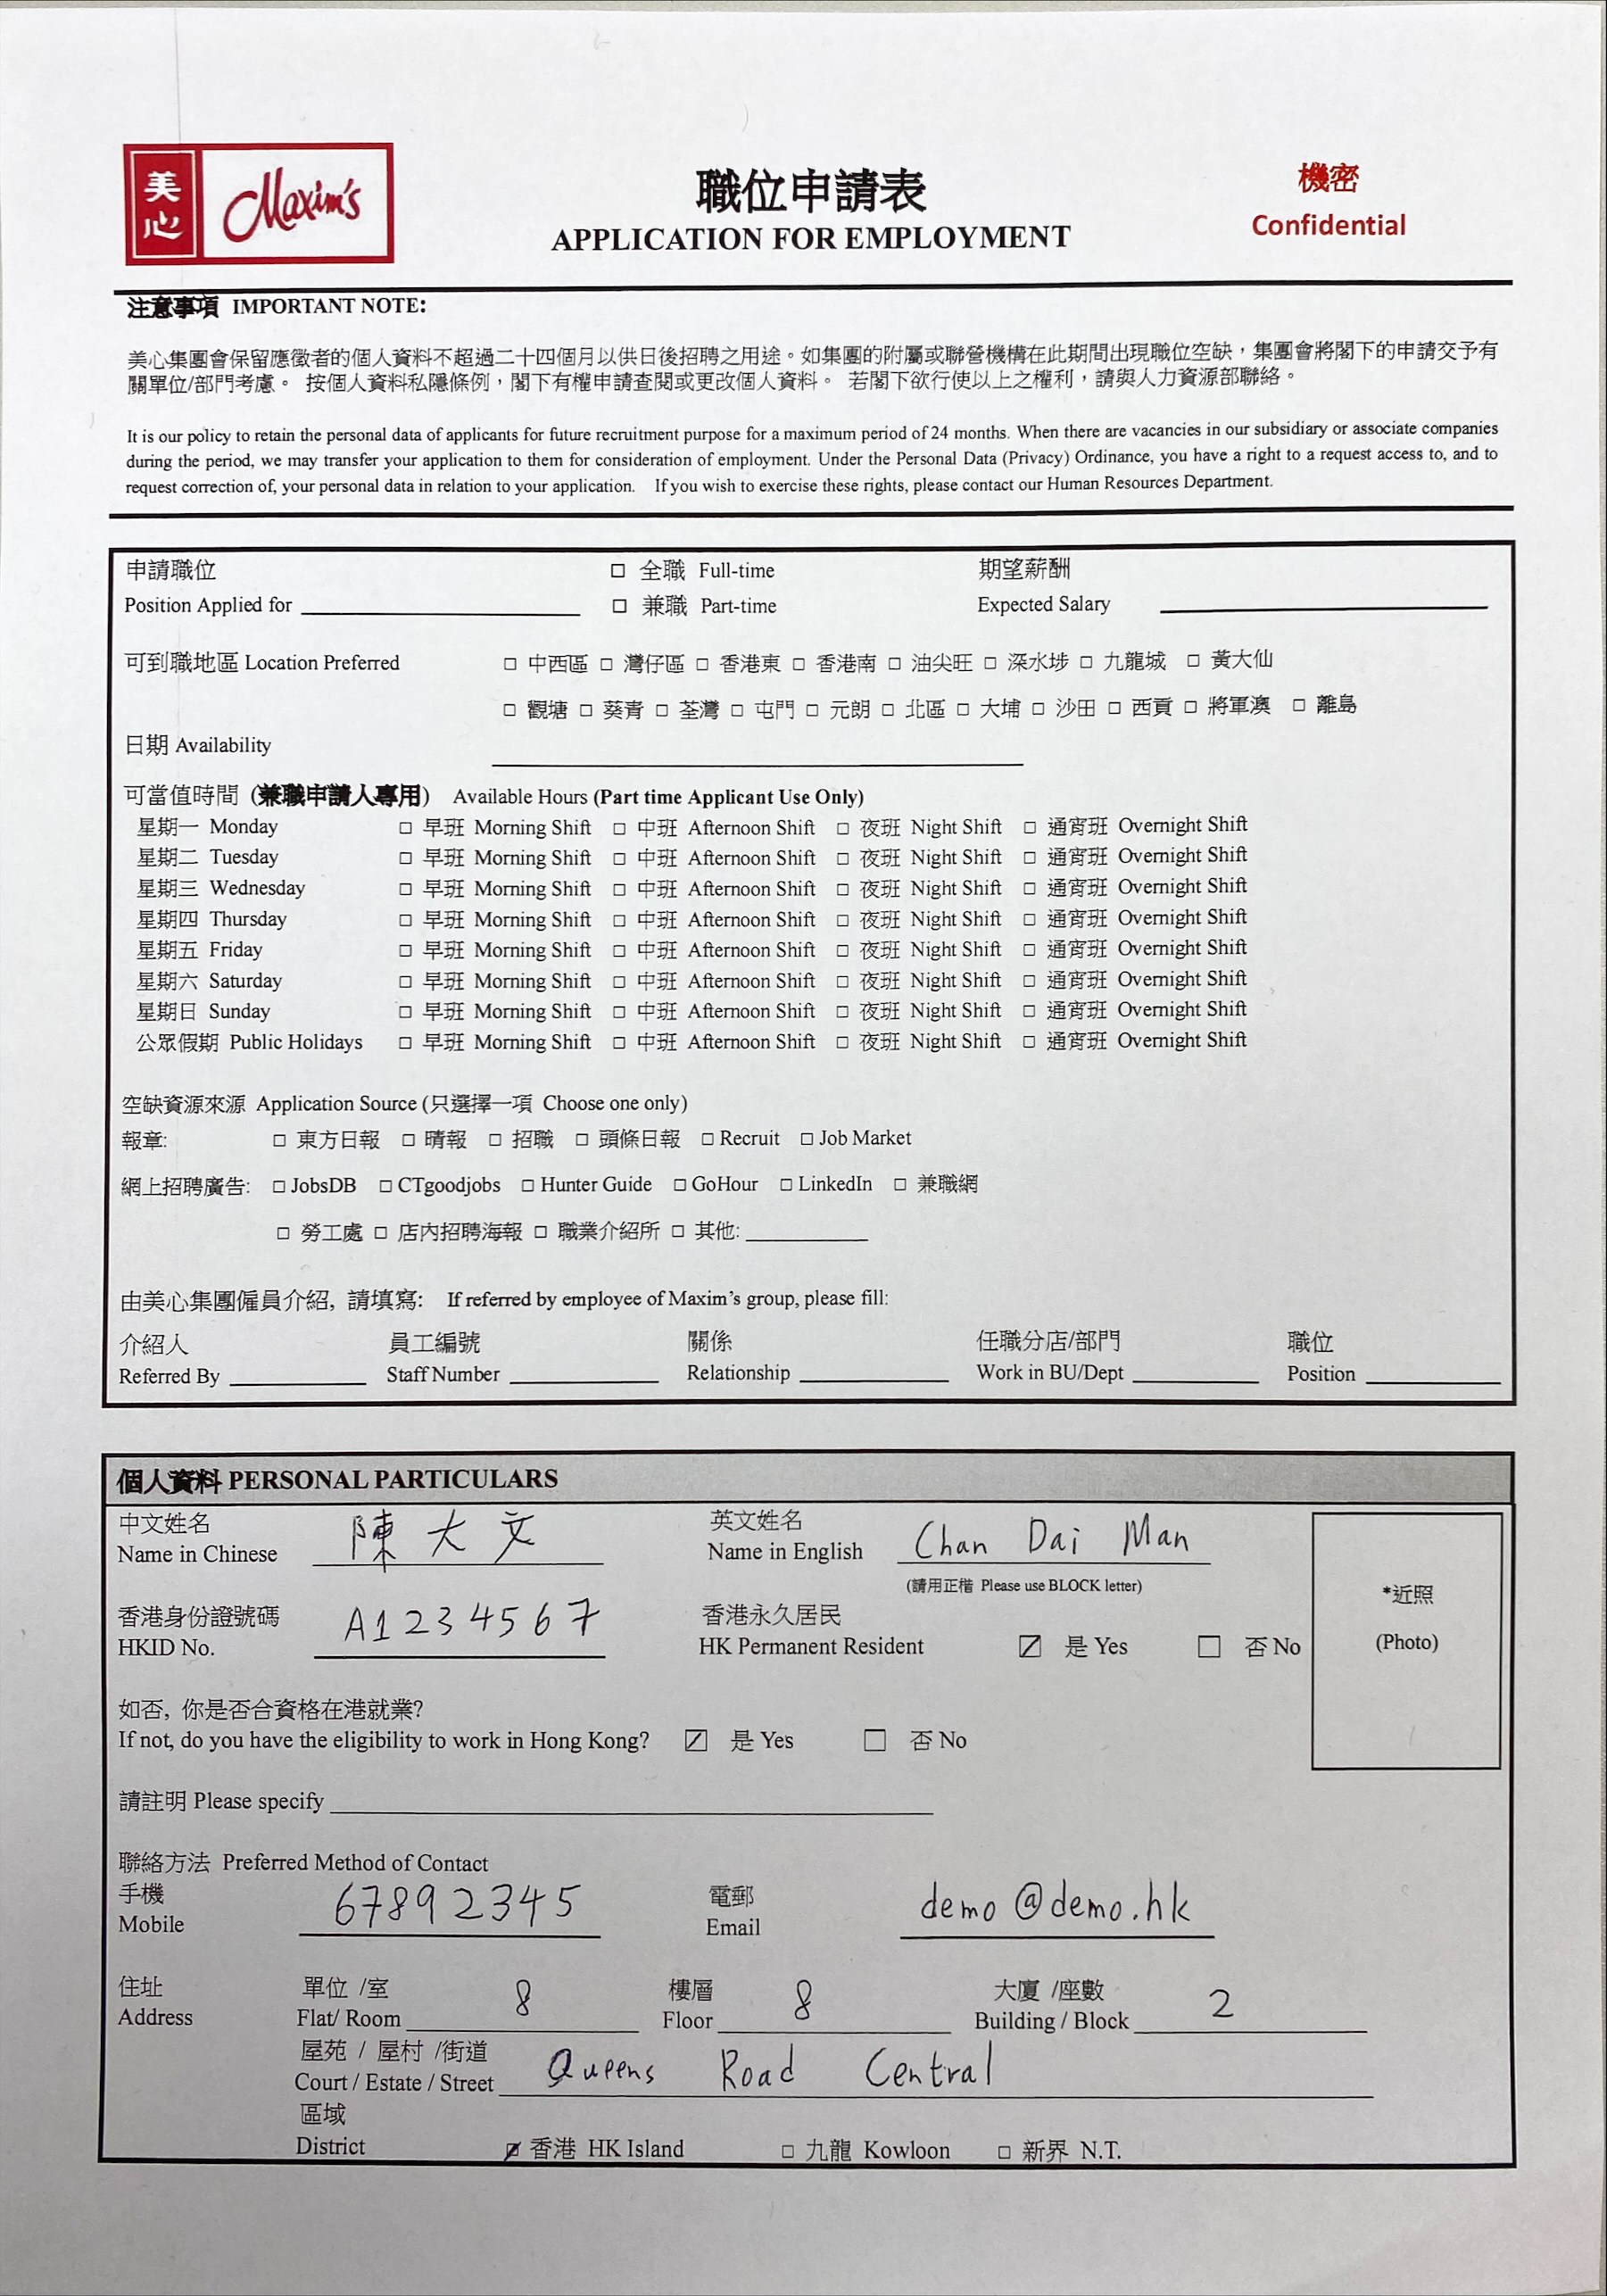 美心 Maxim's
職位申請表
APPLICATION FOR EMPLOYMENT
機密
Confidential
注意事項 IMPORTANT NOTE:
美心集團會保留應徵者的個人資料不超過二十四個月以供日後招聘之用途。如集團的附屬或聯營機構在此期間出現職位空缺，集團會將閣下的申請交予有
關單位/部門考慮。 按個人資料私隱條例，閣下有權申請查閱或更改個人資料。 若閣下欲行使以上之權利，請與人力資源部聯絡。
It is our policy to retain the personal data of applicants for future recruitment purpose for a maximum period of 24 months. When there are vacancies in our subsidiary or associate companies
during the period, we may transfer your application to them for consideration of employment. Under the Personal Data (Privacy) Ordinance, you have a right to a request access to, and to
request correction of, your personal data in relation to your application. If you wish to exercise these rights, please contact our Human Resources Department.
申請職位 □ 全職 Full-time 期望薪酬
Position Applied for □ 兼職 Part-time Expected Salary
可到職地區 Location Preferred □ 中西區 □ 灣仔區 □ 香港東 □ 香港南 □ 油尖旺 □ 深水埗 □ 九龍城 □ 黃大仙
□ 觀塘 □ 葵青 □ 荃灣 □ 屯門 □ 元朗 □ 北區 □ 大埔 □ 沙田 □ 西貢 □ 將軍澳 □ 離島
日期 Availability
可當值時間 (兼職申請人專用) Available Hours (Part time Applicant Use Only)
星期一 Monday □ 早班 Morning Shift □ 中班 Afternoon Shift □ 夜班 Night Shift □ 通宵班 Overnight Shift
星期二 Tuesday □ 早班 Morning Shift □ 中班 Afternoon Shift □ 夜班 Night Shift □ 通宵班 Overnight Shift
星期三 Wednesday □ 早班 Morning Shift □ 中班 Afternoon Shift □ 夜班 Night Shift □ 通宵班 Overnight Shift
星期四 Thursday □ 早班 Morning Shift □ 中班 Afternoon Shift □ 夜班 Night Shift □ 通宵班 Overnight Shift
星期五 Friday □ 早班 Morning Shift □ 中班 Afternoon Shift □ 夜班 Night Shift □ 通宵班 Overnight Shift
星期六 Saturday □ 早班 Morning Shift □ 中班 Afternoon Shift □ 夜班 Night Shift □ 通宵班 Overnight Shift
星期日 Sunday □ 早班 Morning Shift □ 中班 Afternoon Shift □ 夜班 Night Shift □ 通宵班 Overnight Shift
公眾假期 Public Holidays □ 早班 Morning Shift □ 中班 Afternoon Shift □ 夜班 Night Shift □ 通宵班 Overnight Shift
空缺資源來源 Application Source (只選擇一項 Choose one only)
報章: □ 東方日報 □ 晴報 □ 招職 □ 頭條日報 □ Recruit □ Job Market
網上招聘廣告: □ JobsDB □ CTgoodjobs □ Hunter Guide □ GoHour □ LinkedIn □ 兼職網
□ 勞工處 □ 店內招聘海報 □ 職業介紹所 □ 其他:
由美心集團僱員介紹, 請填寫: If referred by employee of Maxim's group, please fill:
介紹人 員工編號 關係 任職分店/部門 職位
Referred By Staff Number Relationship Work in BU/Dept Position
個人資料 PERSONAL PARTICULARS
中文姓名 陳大文 英文姓名 Chan Dai Man
Name in Chinese Name in English
(請用正楷 Please use BLOCK letter)
*近照
(Photo)
香港身份證號碼 A1234567 香港永久居民
HKID No. HK Permanent Resident ☑ 是 Yes □ 否 No
如否, 你是否合資格在港就業?
If not, do you have the eligibility to work in Hong Kong? ☑ 是 Yes □ 否 No
請註明 Please specify
聯絡方法 Preferred Method of Contact
手機 67892345 電郵 demo@demo.hk
Mobile Email
住址 單位 /室 8 樓層 8 大廈 /座數 2
Address Flat/ Room Floor Building / Block
屋苑 / 屋村 /街道 Queens Road Central
Court / Estate / Street
區域
District ☑ 香港 HK Island □ 九龍 Kowloon □ 新界 N.T.